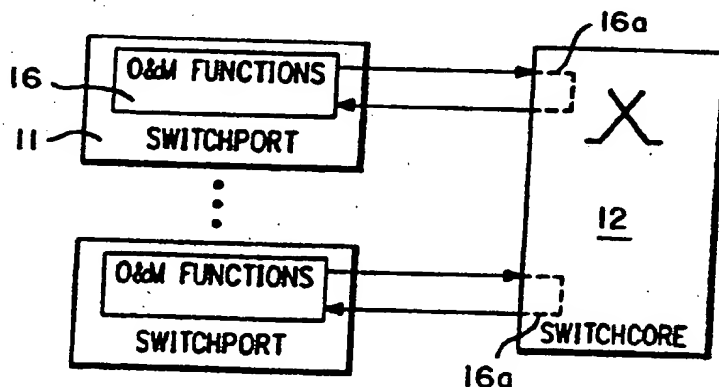 16a
O&M FUNCTIONS
16
11
SWITCHPORT
12
O&M FUNCTIONS
SWITCHPORT
SWITCHCORE
16a